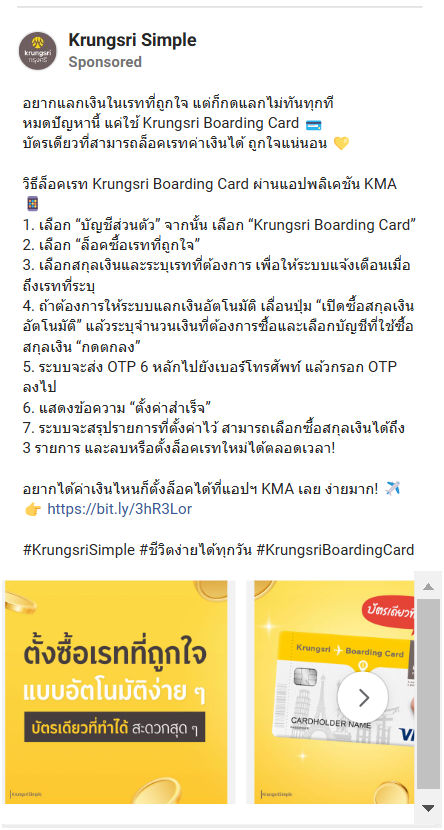 krungsri
กรุงศรี
Krungsri Simple
Sponsored
อยากแลกเงินในเรทที่ถูกใจ แต่ก็กดแลกไม่ทันทุกที
หมดปัญหานี้ แค่ใช้ Krungsri Boarding Card 💳
บัตรเดียวที่สามารถล็อคเรทค่าเงินได้ ถูกใจแน่นอน 💛
วิธีล็อคเรท Krungsri Boarding Card ผ่านแอปพลิเคชัน KMA
📱
1. เลือก “บัญชีส่วนตัว” จากนั้น เลือก “Krungsri Boarding Card”
2. เลือก “ล็อคซื้อเรทที่ถูกใจ”
3. เลือกสกุลเงินและระบุเรทที่ต้องการ เพื่อให้ระบบแจ้งเตือนเมื่อ
ถึงเรทที่ระบุ
4. ถ้าต้องการให้ระบบแลกเงินอัตโนมัติ เลื่อนปุ่ม “เปิดซื้อสกุลเงิน
อัตโนมัติ” แล้วระบุจำนวนเงินที่ต้องการซื้อและเลือกบัญชีที่ใช้ซื้อ
สกุลเงิน “กดตกลง”
5. ระบบจะส่ง OTP 6 หลักไปยังเบอร์โทรศัพท์ แล้วกรอก OTP
ลงไป
6. แสดงข้อความ “ตั้งค่าสำเร็จ”
7. ระบบจะสรุปรายการที่ตั้งค่าไว้ สามารถเลือกซื้อสกุลเงินได้ถึง
3 รายการ และลบหรือตั้งล็อคเรทใหม่ได้ตลอดเวลา!
อยากได้ค่าเงินไหนก็ตั้งล็อคได้ที่แอปฯ KMA เลย ง่ายมาก! ✈️
👉 https://bit.ly/3hR3Lor
#KrungsriSimple #ชีวิตง่ายได้ทุกวัน #KrungsriBoardingCard
ตั้งซื้อเรทที่ถูกใจ
แบบอัตโนมัติง่าย ๆ
บัตรเดียวที่ทำได้ สะดวกสุด ๆ
KrungsriSimple
บัตรเดียวที่
Krungsri Boarding Card
CARDHOLDER NAME
VI
KrungsriSimple